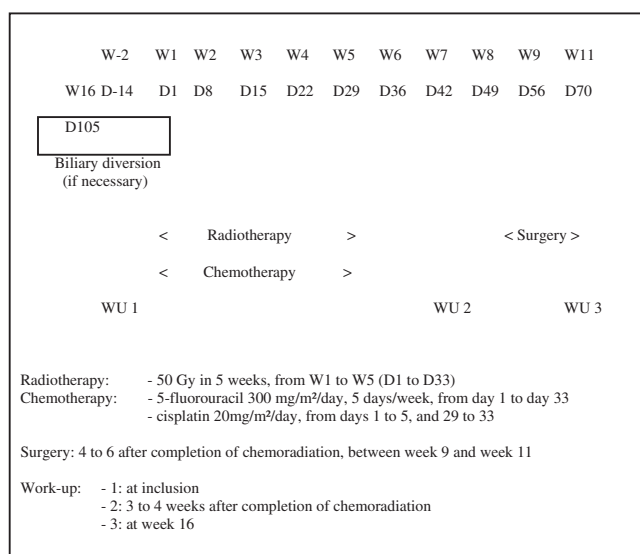 W-2 W1 W2 W3 W4 W5 W6 W7 W8 W9 W11
W16 D-14 D1 D8 D15 D22 D29 D36 D42 D49 D56 D70
D105
Biliary diversion
(if necessary)
< Radiotherapy > < Surgery >
< Chemotherapy >
WU 1 WU 2 WU 3
Radiotherapy: - 50 Gy in 5 weeks, from W1 to W5 (D1 to D33)
Chemotherapy: - 5-fluorouracil 300 mg/m²/day, 5 days/week, from day 1 to day 33
- cisplatin 20mg/m²/day, from days 1 to 5, and 29 to 33
Surgery: 4 to 6 after completion of chemoradiation, between week 9 and week 11
Work-up: - 1: at inclusion
- 2: 3 to 4 weeks after completion of chemoradiation
- 3: at week 16